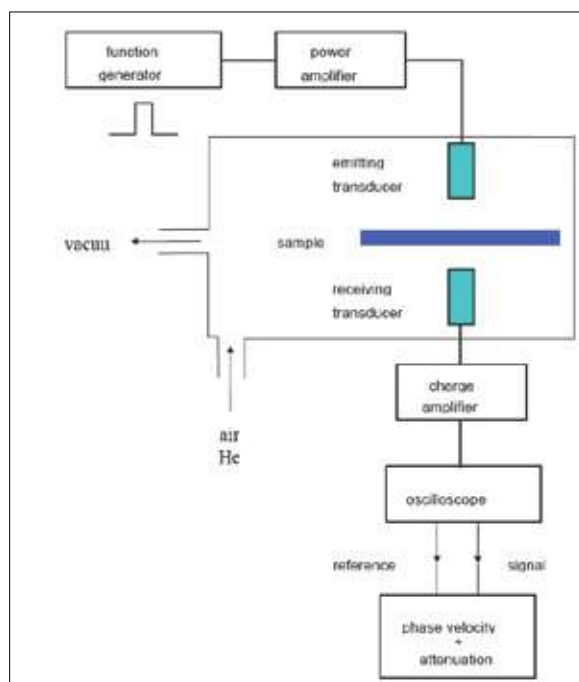 function
generator
power
amplifier
emitting
transducer
vacuu
sample
receiving
transducer
charge
amplifier
air
He
oscilloscope
reference
signal
phase velocity
+
attenuation